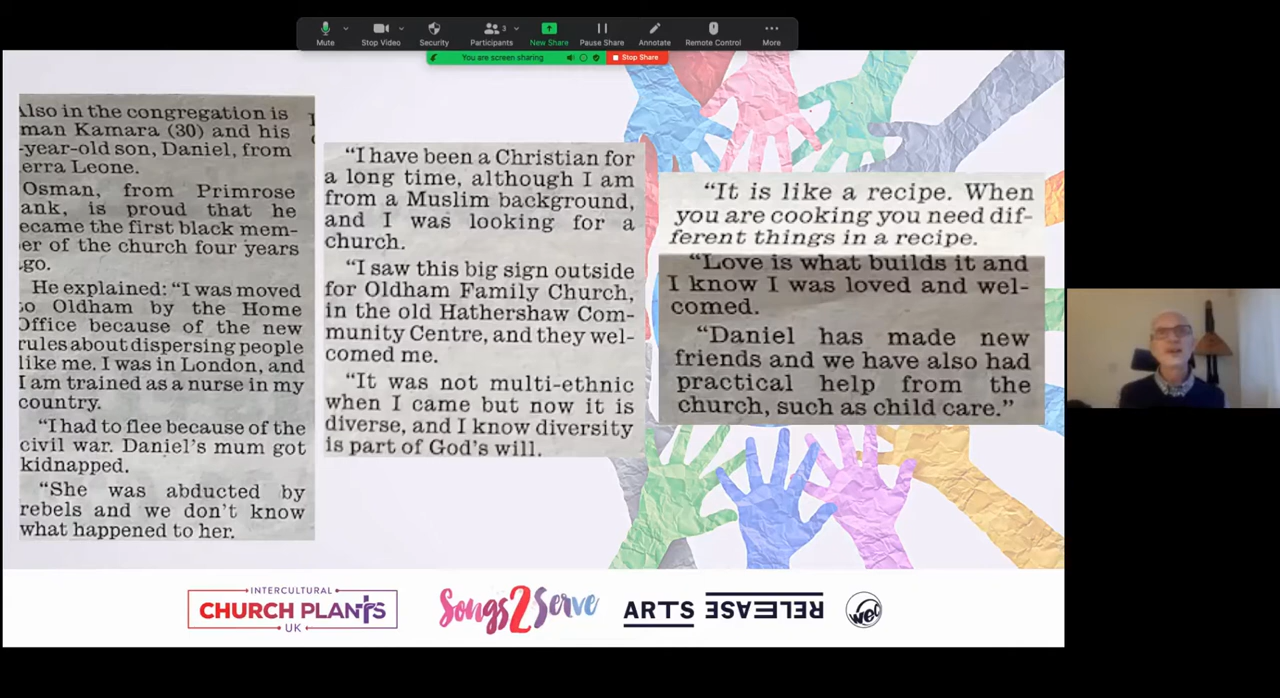 Mute
Stop Video
Security
Participants
3
New Share
Pause Share
Annotate
Remote Control
More
You are screen sharing
Stop Share
Also in the congregation is
man Kamara (30) and his
-year-old son, Daniel, from
erra Leone.
Osman, from Primrose
ank, is proud that he
ecame the first black mem-
er of the church four years
go.
He explained: “I was moved
to Oldham by the Home
Office because of the new
rules about dispersing people
like me. I was in London, and
I am trained as a nurse in my
country.
“I had to flee because of the
civil war. Daniel’s mum got
kidnapped.
“She was abducted by
rebels and we don’t know
what happened to her.
“I have been a Christian for
a long time, although I am
from a Muslim background,
and I was looking for a
church.
“I saw this big sign outside
for Oldham Family Church,
in the old Hathershaw Com-
munity Centre, and they wel-
comed me.
“It was not multi-ethnic
when I came but now it is
diverse, and I know diversity
is part of God’s will.
“It is like a recipe. When
you are cooking you need dif-
ferent things in a recipe.
“Love is what builds it and
I know I was loved and wel-
comed.
“Daniel has made new
friends and we have also had
practical help from the
church, such as child care.”
INTERCULTURAL
CHURCH PLANTS
UK
Songs2Serve
ARTS RELEASE
wec